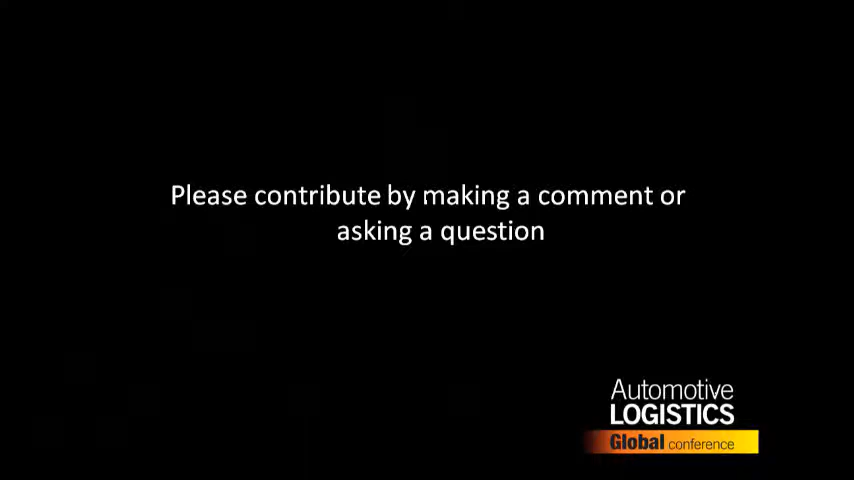 Please contribute by making a comment or
asking a question
Automotive
LOGISTICS
Global conference